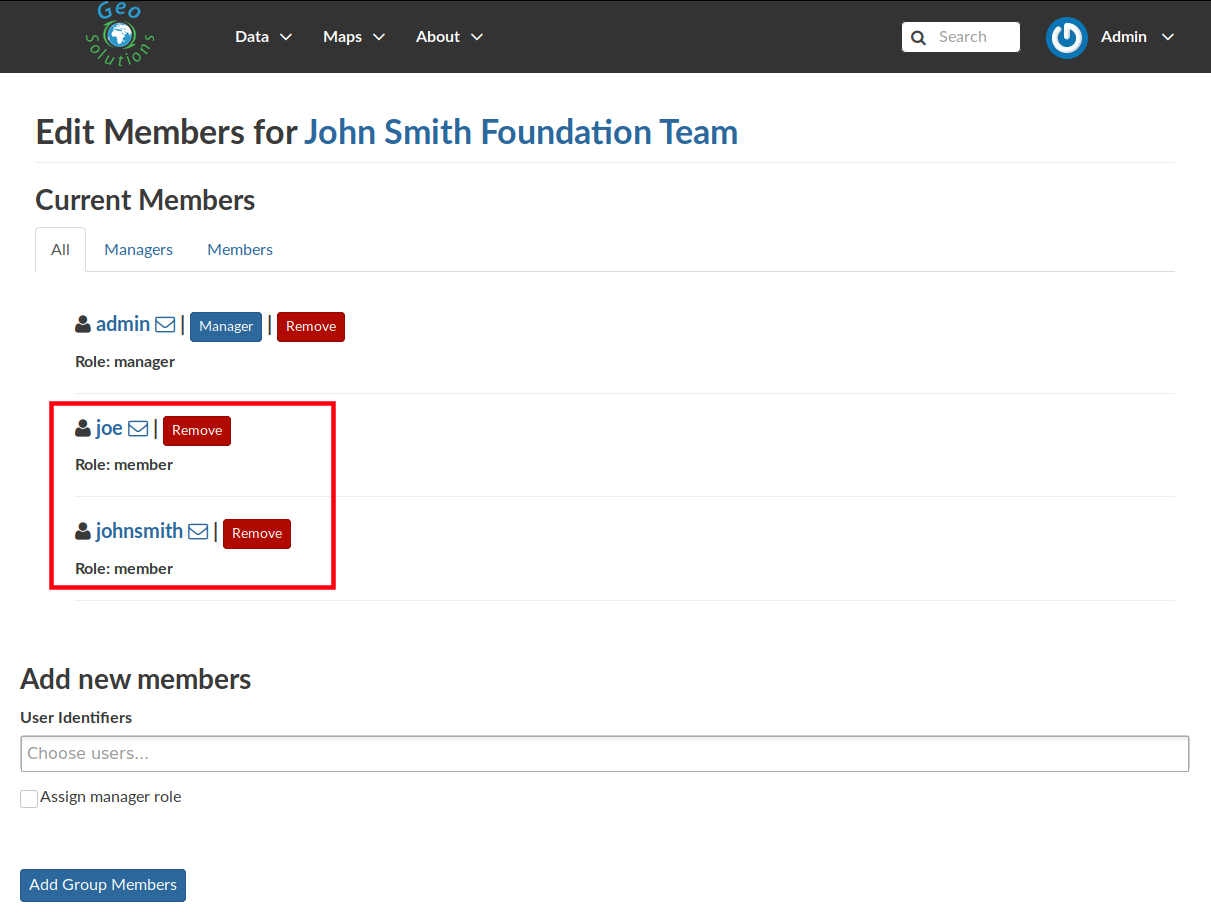 Geo
Solutions
Data Maps About Search Admin
Edit Members for John Smith Foundation Team
Current Members
All Managers Members
admin | Manager | Remove
Role: manager
joe | Remove
Role: member
johnsmith | Remove
Role: member
Add new members
User Identifiers
Choose users...
Assign manager role
Add Group Members